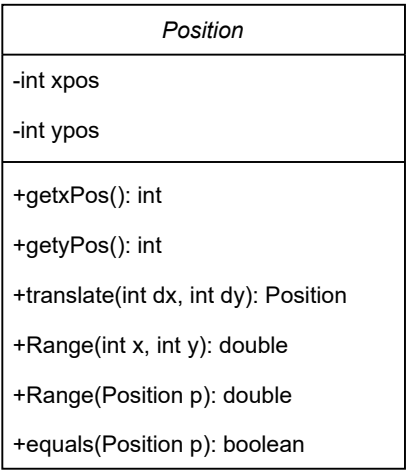 Position
-int xpos
-int ypos
+getxPos(): int
+getyPos(): int
+translate(int dx, int dy): Position
+Range(int x, int y): double
+Range(Position p): double
+equals(Position p): boolean